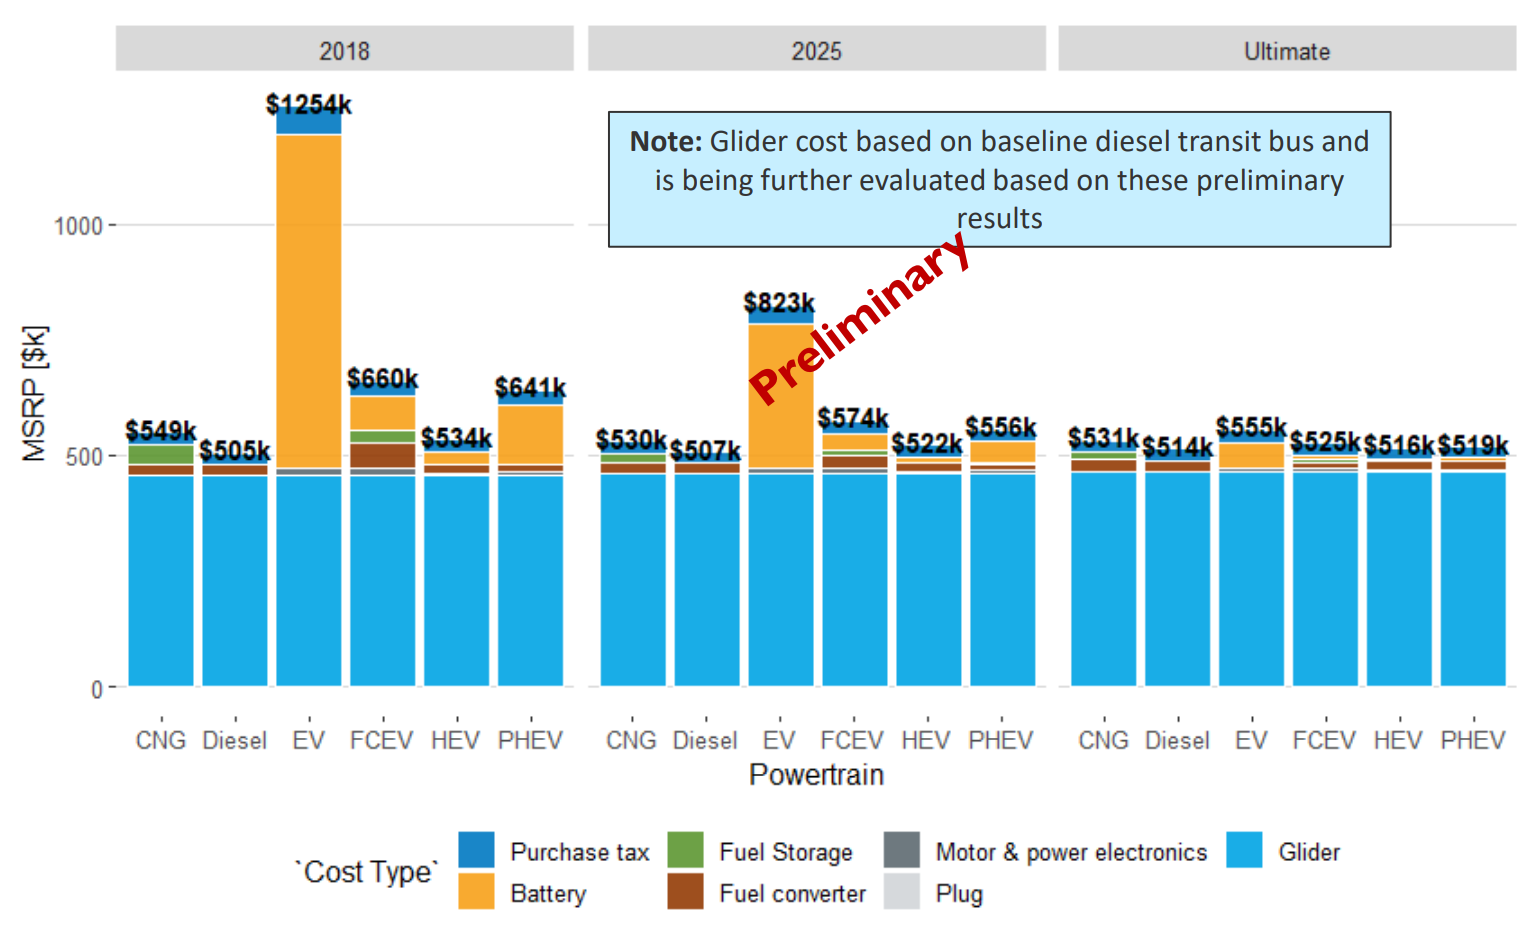 2018 2025 Ultimate
Note: Glider cost based on baseline diesel transit bus and
is being further evaluated based on these preliminary
results
Preliminary
MSRP [$k]
1000
500
0
$549k $505k $1254k $660k $534k $641k
$530k $507k $823k $574k $522k $556k
$531k $514k $555k $525k $516k $519k
CNG Diesel EV FCEV HEV PHEV CNG Diesel EV FCEV HEV PHEV CNG Diesel EV FCEV HEV PHEV
Powertrain
`Cost Type`
Purchase tax Fuel Storage Motor & power electronics Glider
Battery Fuel converter Plug